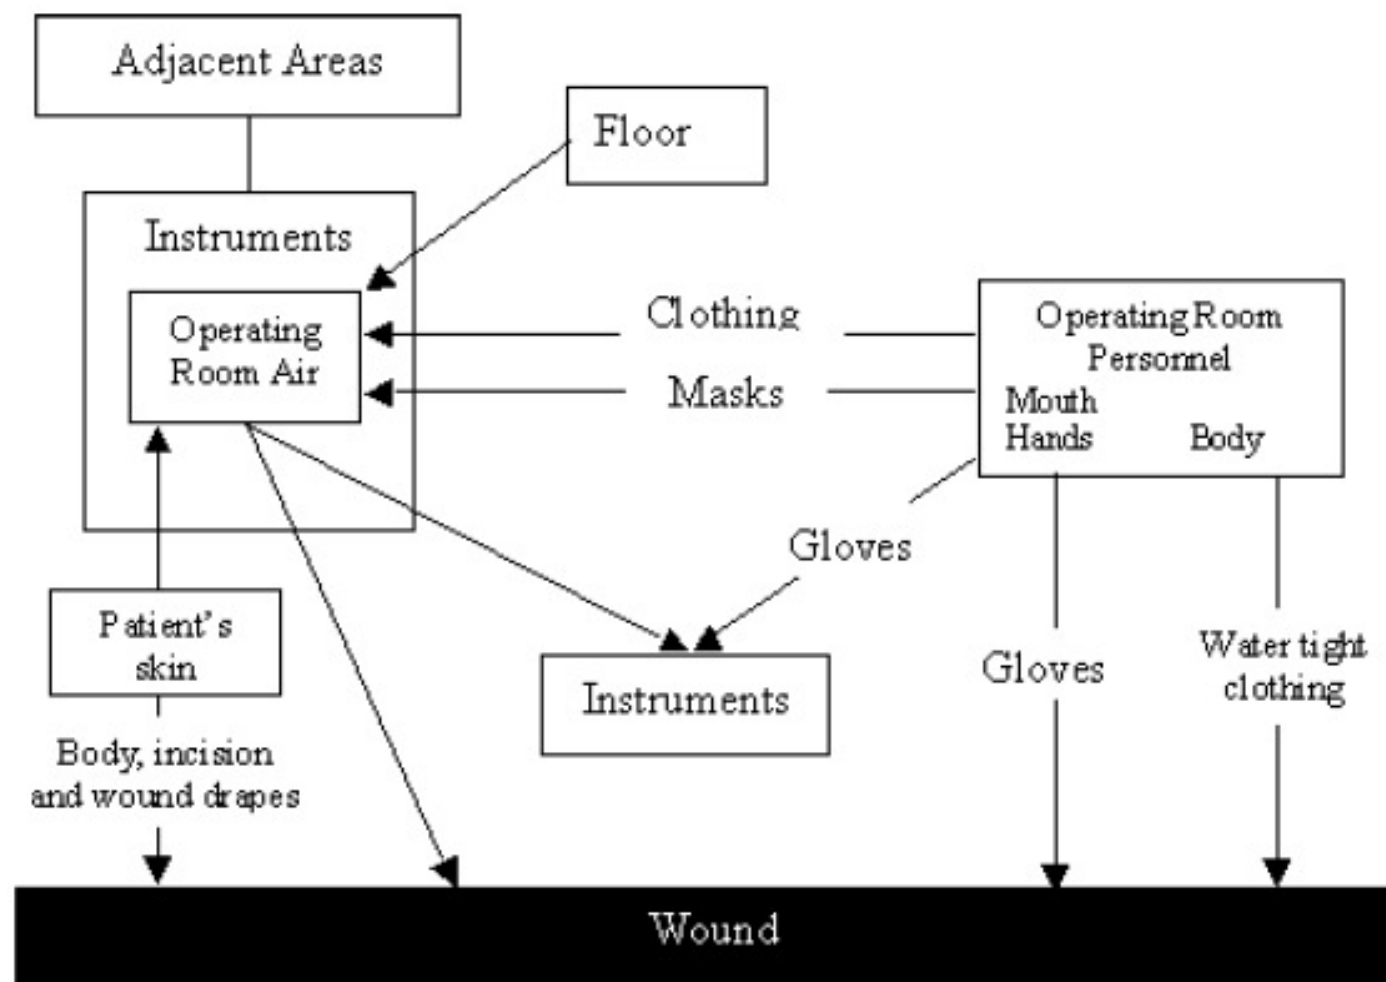 Adjacent Areas
Floor
Instruments
Operating
Room Air
Clothing
Masks
Operating Room
Personnel
Mouth
Hands Body
Gloves
Patient's
skin
Instruments
Gloves
Water tight
clothing
Body, incision
and wound drapes
Wound